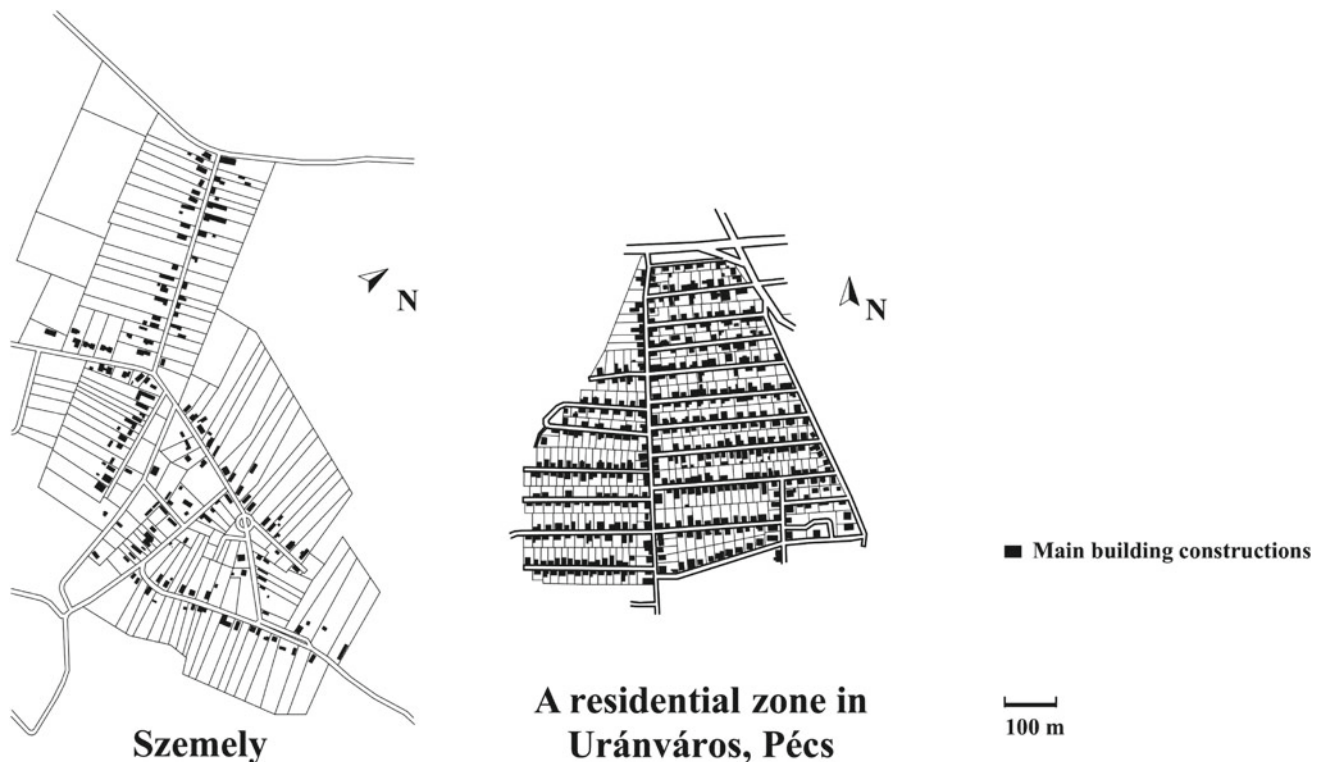 N
N
Main building constructions
Szemely
A residential zone in
Uránváros, Pécs
100 m